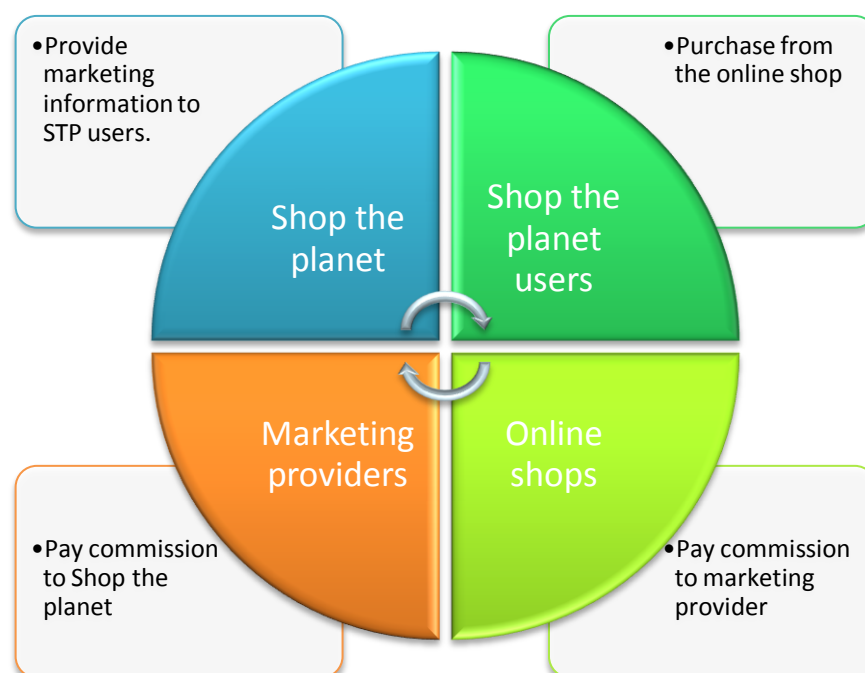 •Provide
marketing
information to
STP users.
•Purchase from
the online shop
Shop the
planet
Shop the
planet
users
Marketing
providers
Online
shops
•Pay commission
to Shop the
planet
•Pay commission
to marketing
provider